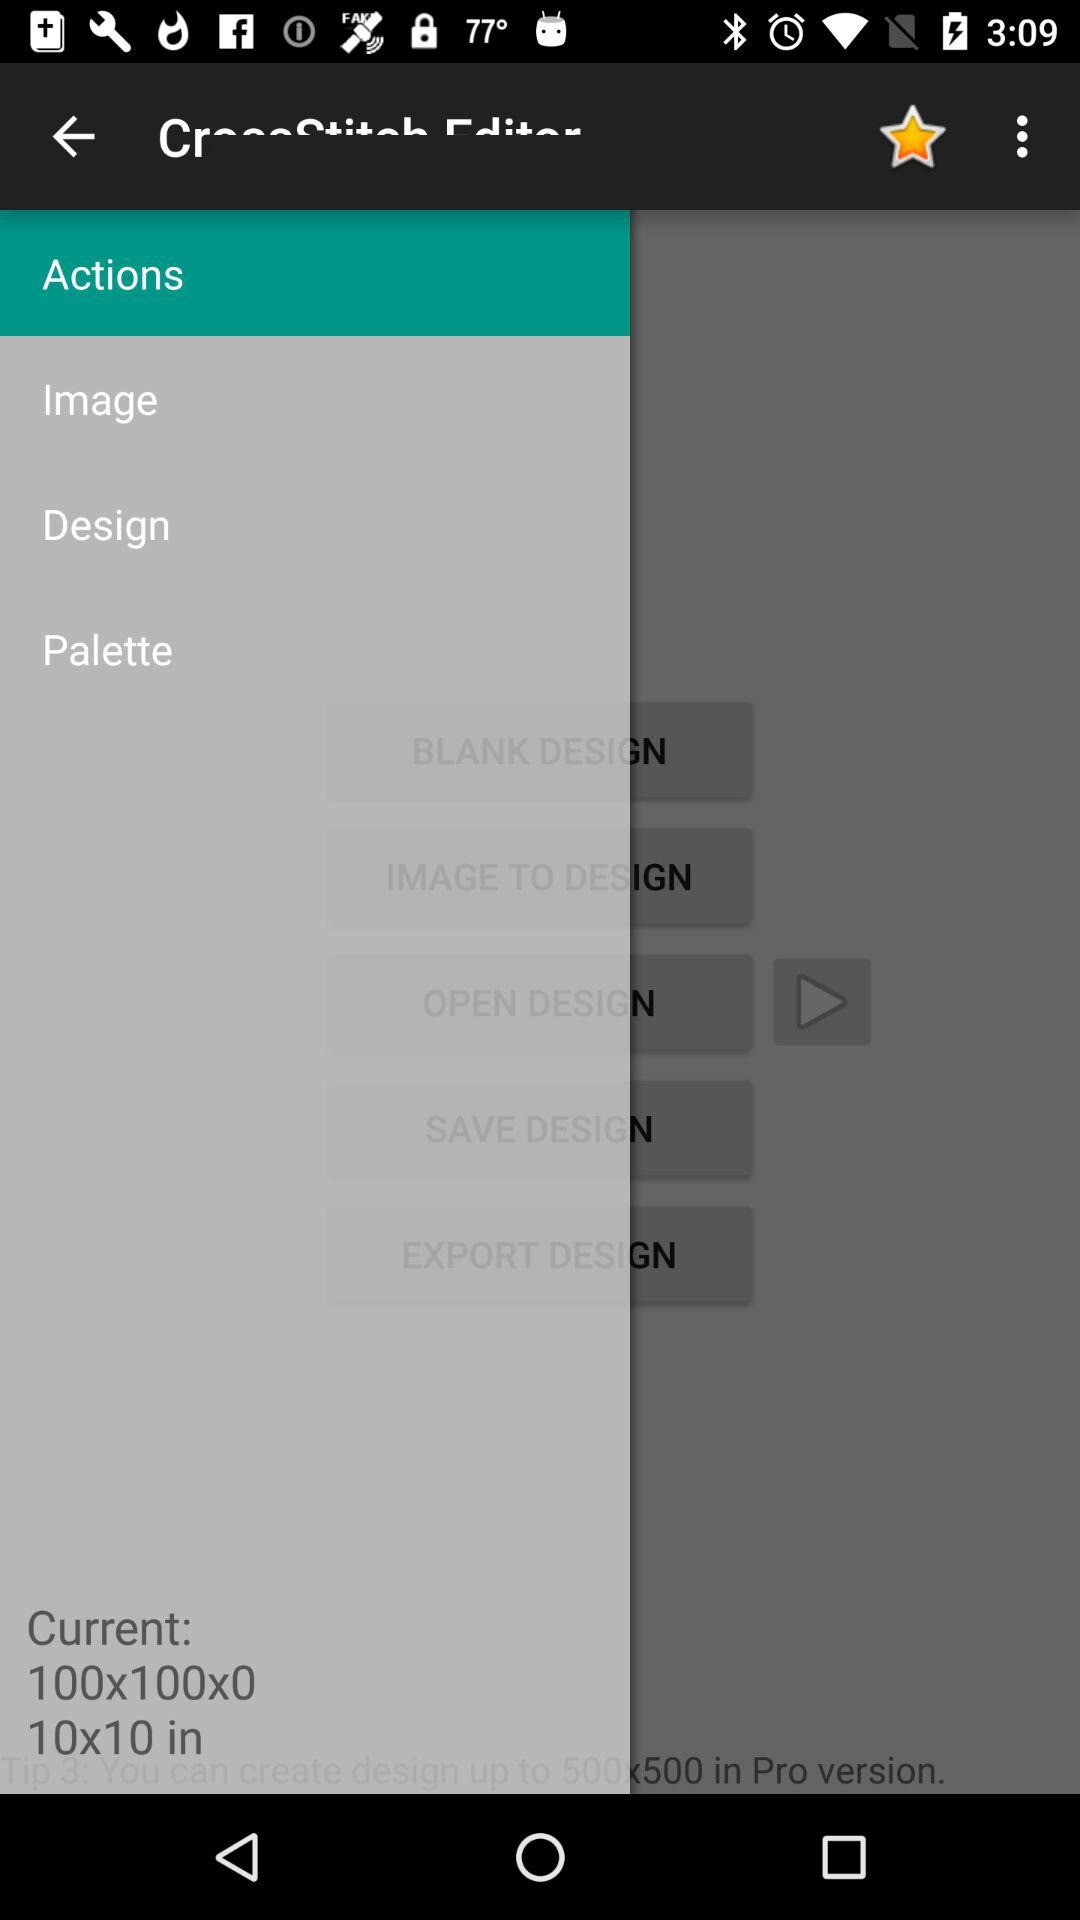 FAKE 77° 3:09
CrossStitch Editor
Actions
Image
Design
Palette
BLANK DESIGN
IMAGE TO DESIGN
OPEN DESIGN
SAVE DESIGN
EXPORT DESIGN
Current:
100x100x0
10x10 in
Tip 3: You can create design up to 500x500 in Pro version.